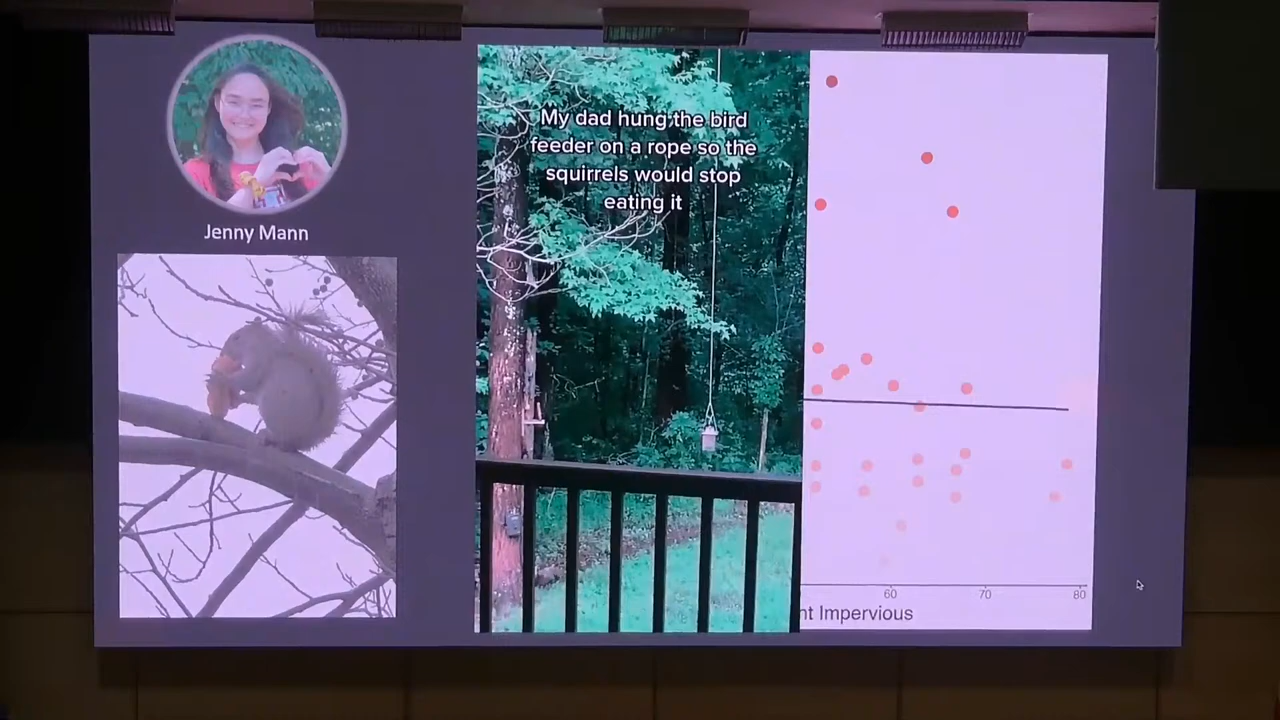 Jenny Mann
My dad hung the bird
feeder on a rope so the
squirrels would stop
eating it
60 70 80
nt Impervious